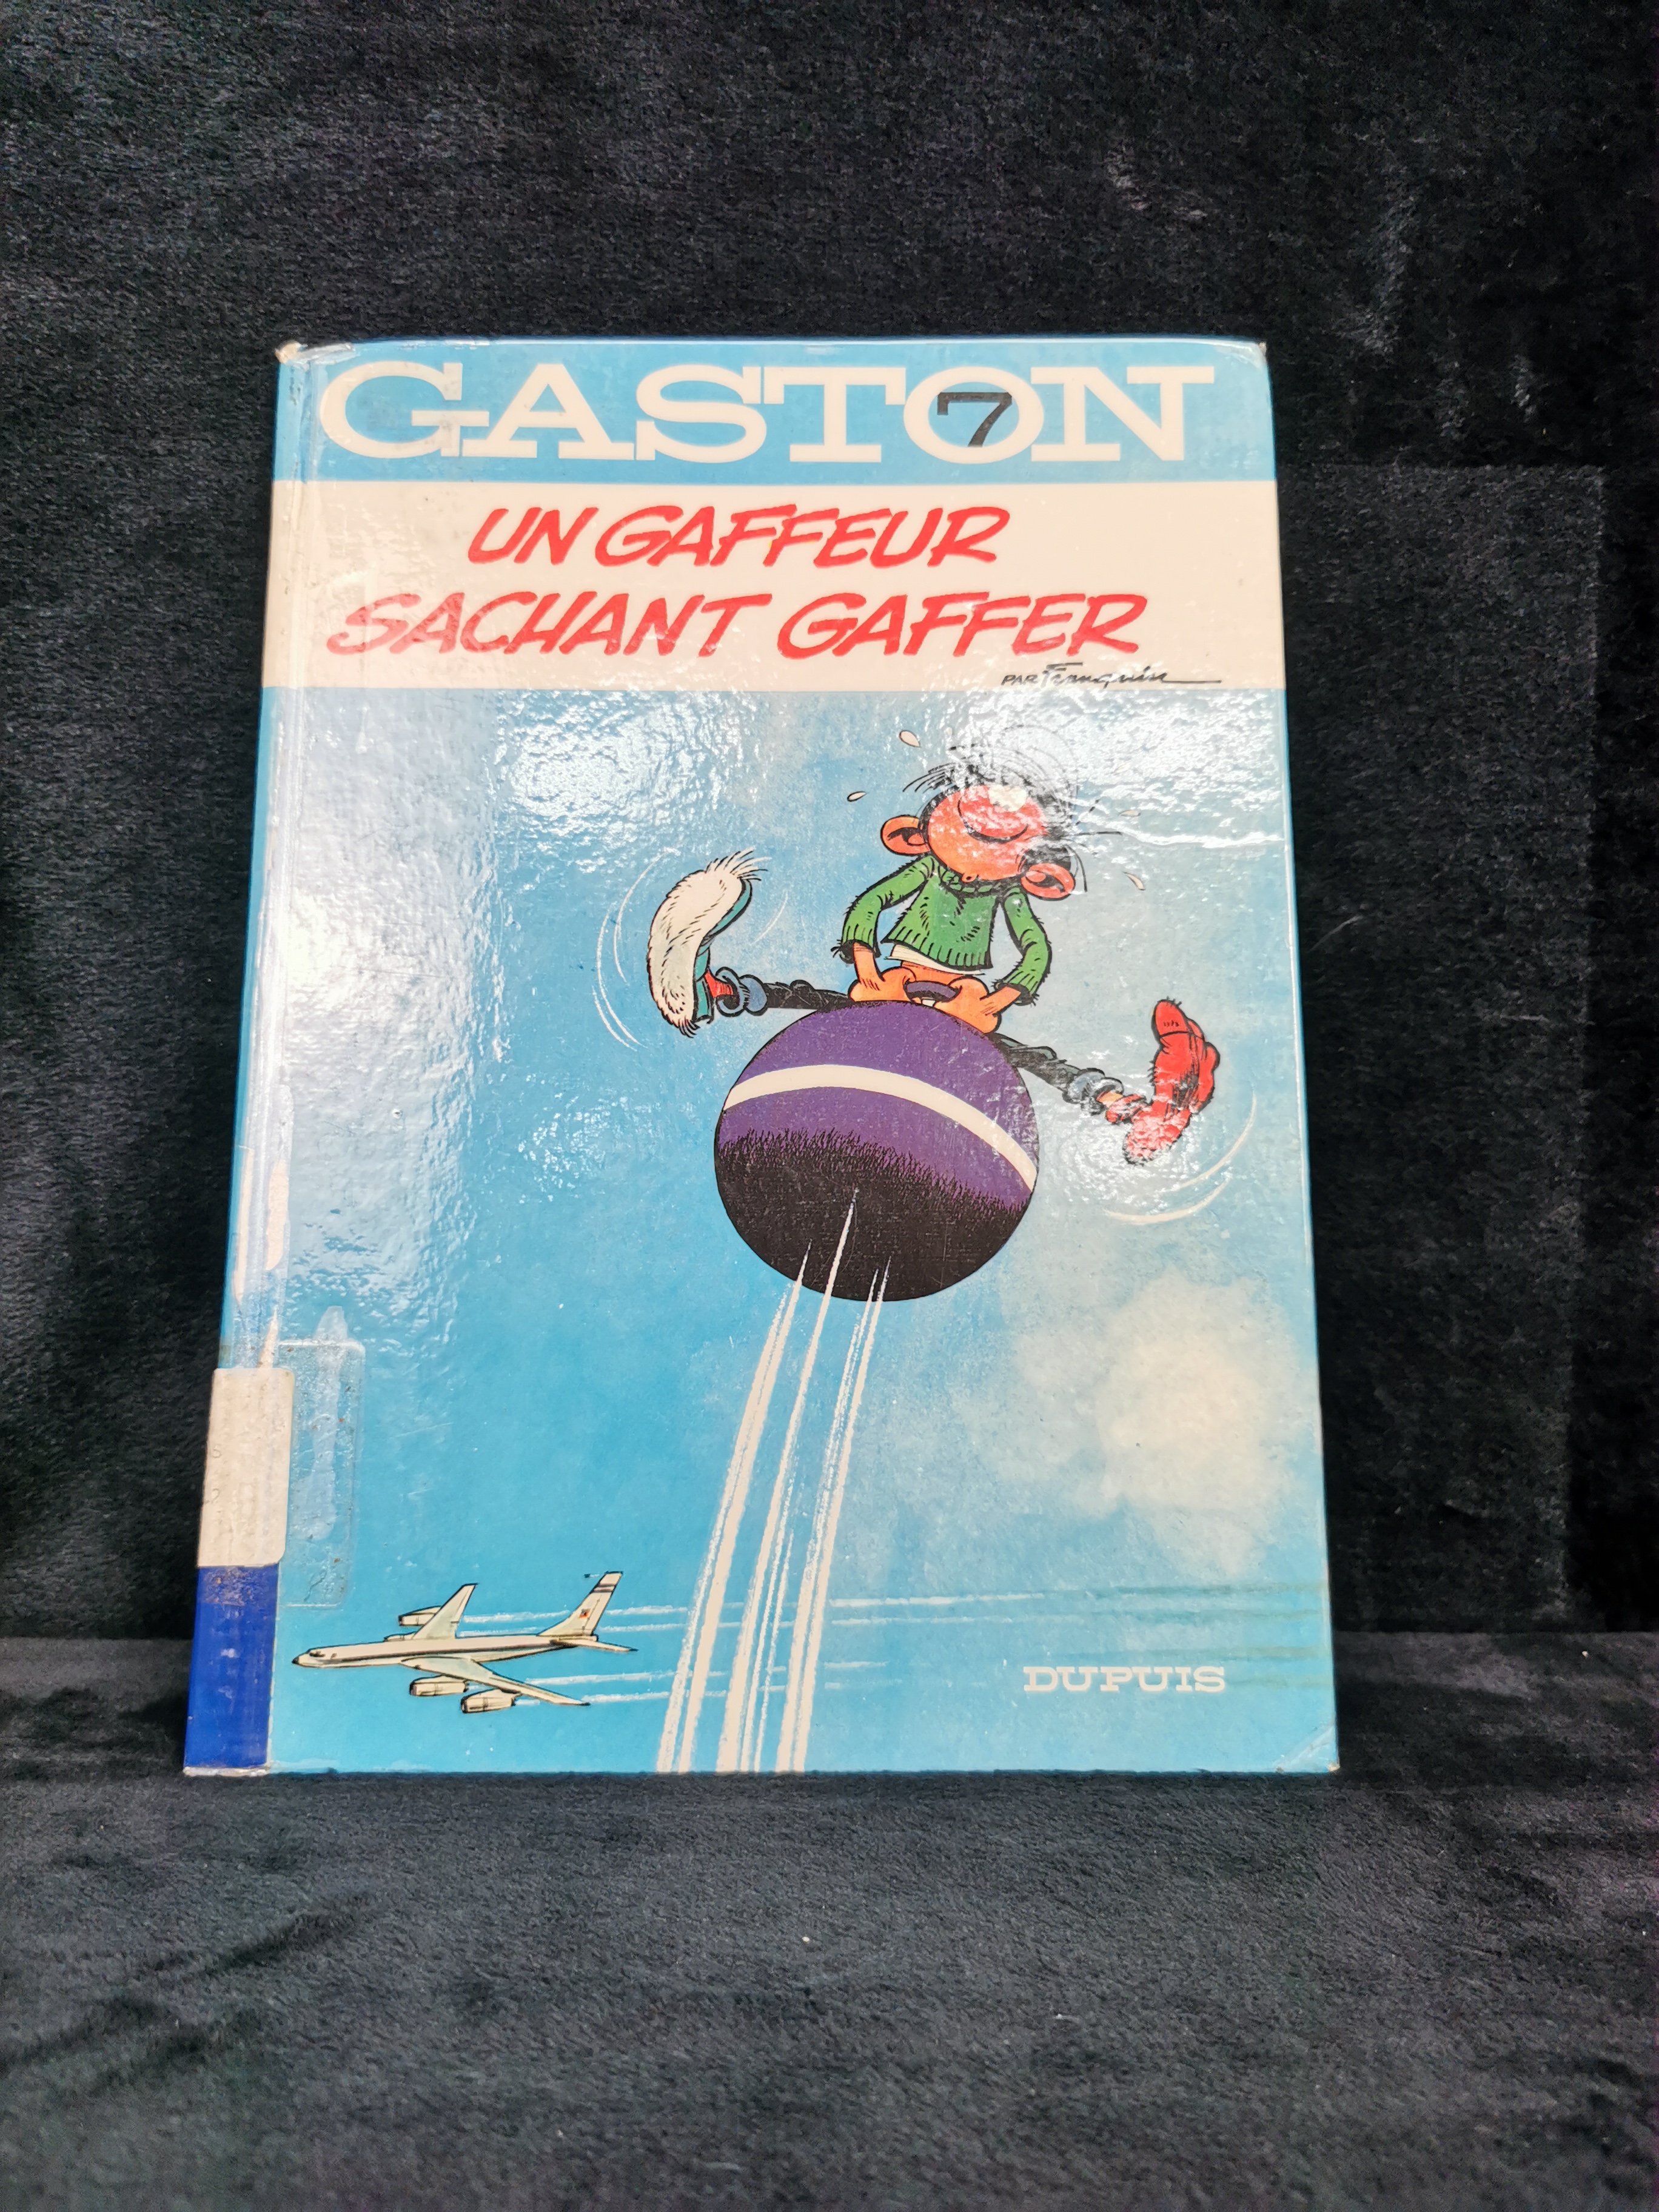 GASTON
7
UN GAFFEUR
SACHANT GAFFER
PAR Franquin
DUPUIS